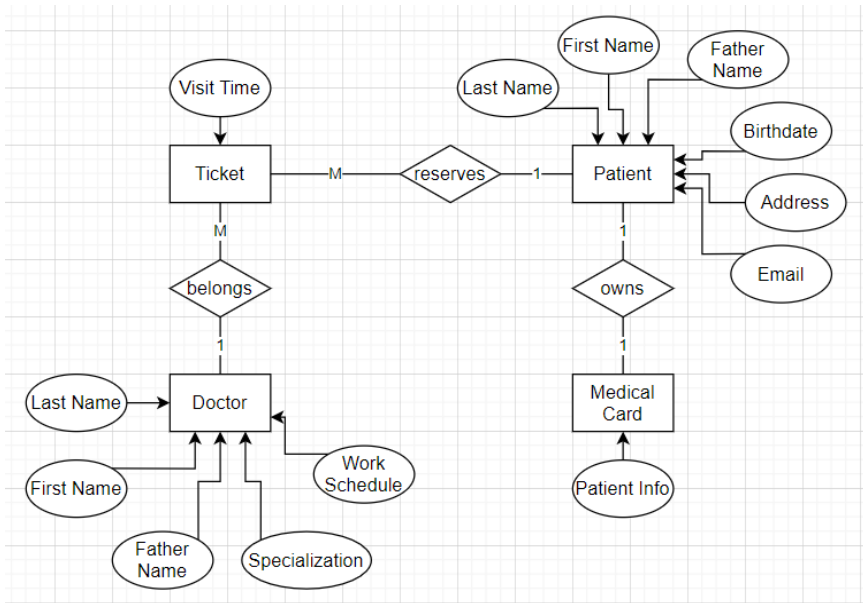 First Name
Father
Name
Visit Time
Last Name
Birthdate
Ticket
M
reserves
1
Patient
Address
M
1
belongs
owns
Email
1
1
Last Name
Doctor
Medical
Card
Work
Schedule
First Name
Patient Info
Father
Name
Specialization